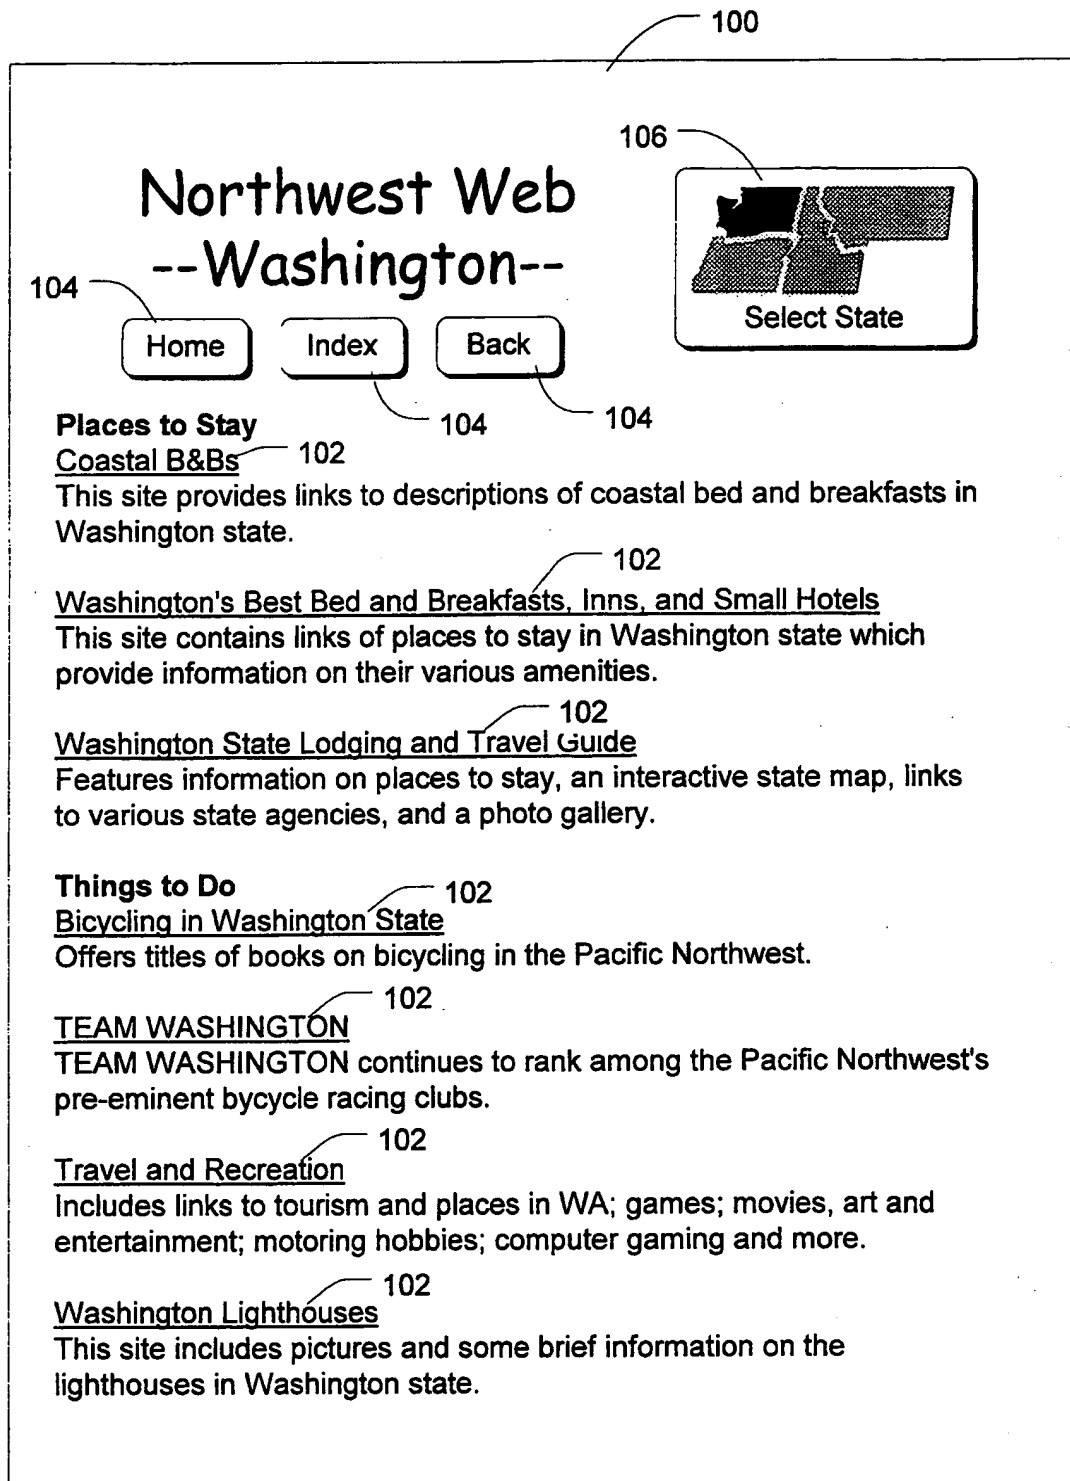 100
106
Northwest Web
--Washington--
104
Select State
Home
Index
Back
104
104
Places to Stay
Coastal B&Bs
102
This site provides links to descriptions of coastal bed and breakfasts in
Washington state.
102
Washington's Best Bed and Breakfasts, Inns, and Small Hotels
This site contains links of places to stay in Washington state which
provide information on their various amenities.
102
Washington State Lodging and Travel Guide
Features information on places to stay, an interactive state map, links
to various state agencies, and a photo gallery.
Things to Do
102
Bicycling in Washington State
Offers titles of books on bicycling in the Pacific Northwest.
102
TEAM WASHINGTON
TEAM WASHINGTON continues to rank among the Pacific Northwest's
pre-eminent bycycle racing clubs.
102
Travel and Recreation
Includes links to tourism and places in WA; games; movies, art and
entertainment; motoring hobbies; computer gaming and more.
102
Washington Lighthouses
This site includes pictures and some brief information on the
lighthouses in Washington state.